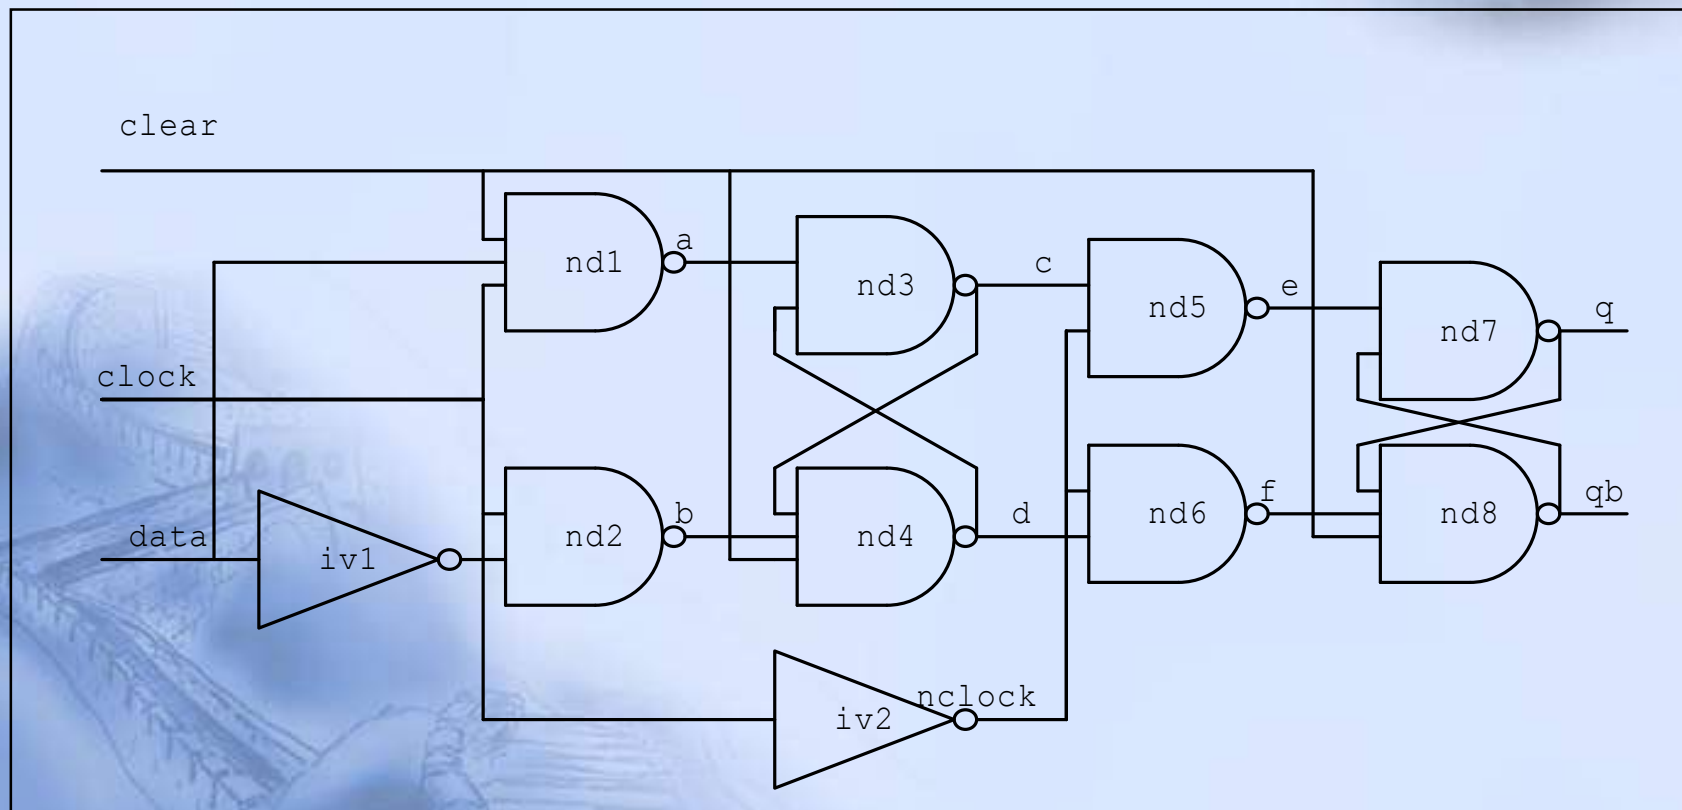 clear
nd1
a
nd3
c
nd5
e
nd7
q
clock
data
iv1
nd2
b
nd4
d
nd6
f
nd8
qb
iv2
nclock